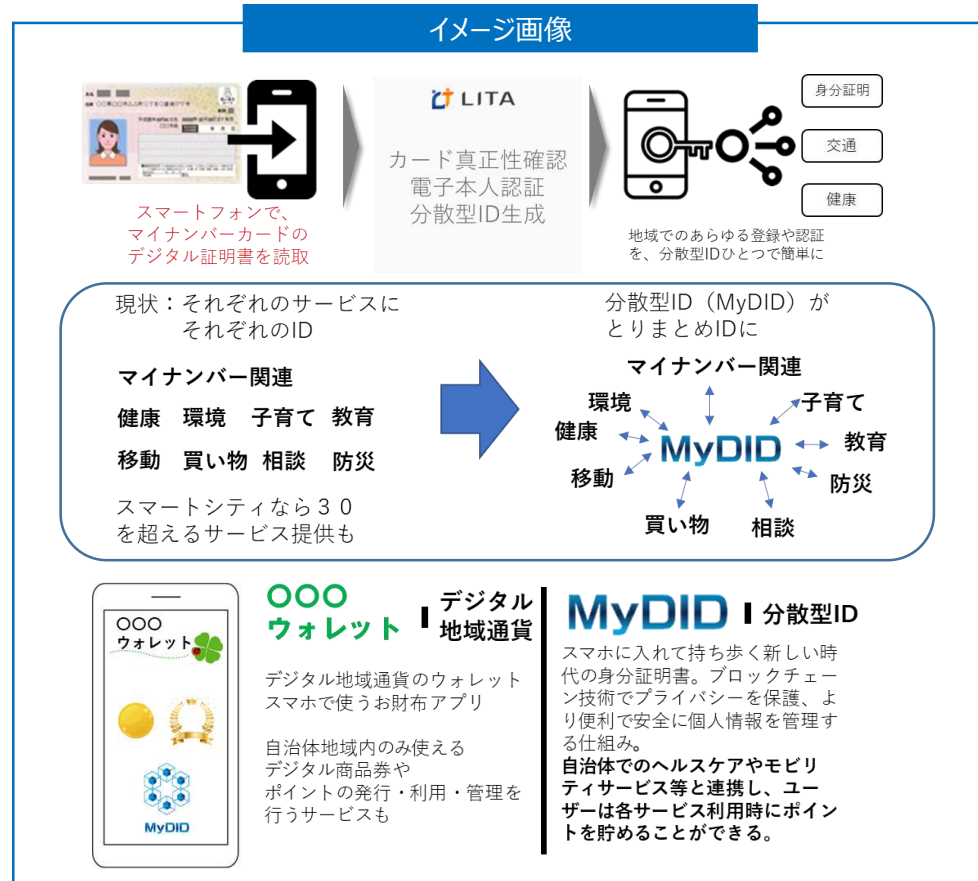 イメージ画像
〇〇県〇〇市△△町◇丁目〇番地▽▽号
年 月 日
LITA
カード真正性確認
電子本人認証
分散型ID生成
身分証明
交通
健康
スマートフォンで、
マイナンバーカードの
デジタル証明書を読取
地域でのあらゆる登録や認証
を、分散型IDひとつで簡単に
現状：それぞれのサービスに
それぞれのID
マイナンバー関連
健康 環境 子育て 教育
移動 買い物 相談 防災
スマートシティなら３０
を超えるサービス提供も
分散型ID（MyDID）が
とりまとめIDに
マイナンバー関連
環境
子育て
健康
MyDID
教育
移動
防災
買い物
相談
〇〇〇
ウォレット
MyDID
〇〇〇
ウォレット
デジタル
地域通貨
デジタル地域通貨のウォレット
スマホで使うお財布アプリ
自治体地域内のみ使える
デジタル商品券や
ポイントの発行・利用・管理を
行うサービスも
MyDID
分散型ID
スマホに入れて持ち歩く新しい時
代の身分証明書。ブロックチェー
ン技術でプライバシーを保護、よ
り便利で安全に個人情報を管理す
る仕組み。
自治体でのヘルスケアやモビリ
ティサービス等と連携し、ユー
ザーは各サービス利用時にポイン
トを貯めることができる。